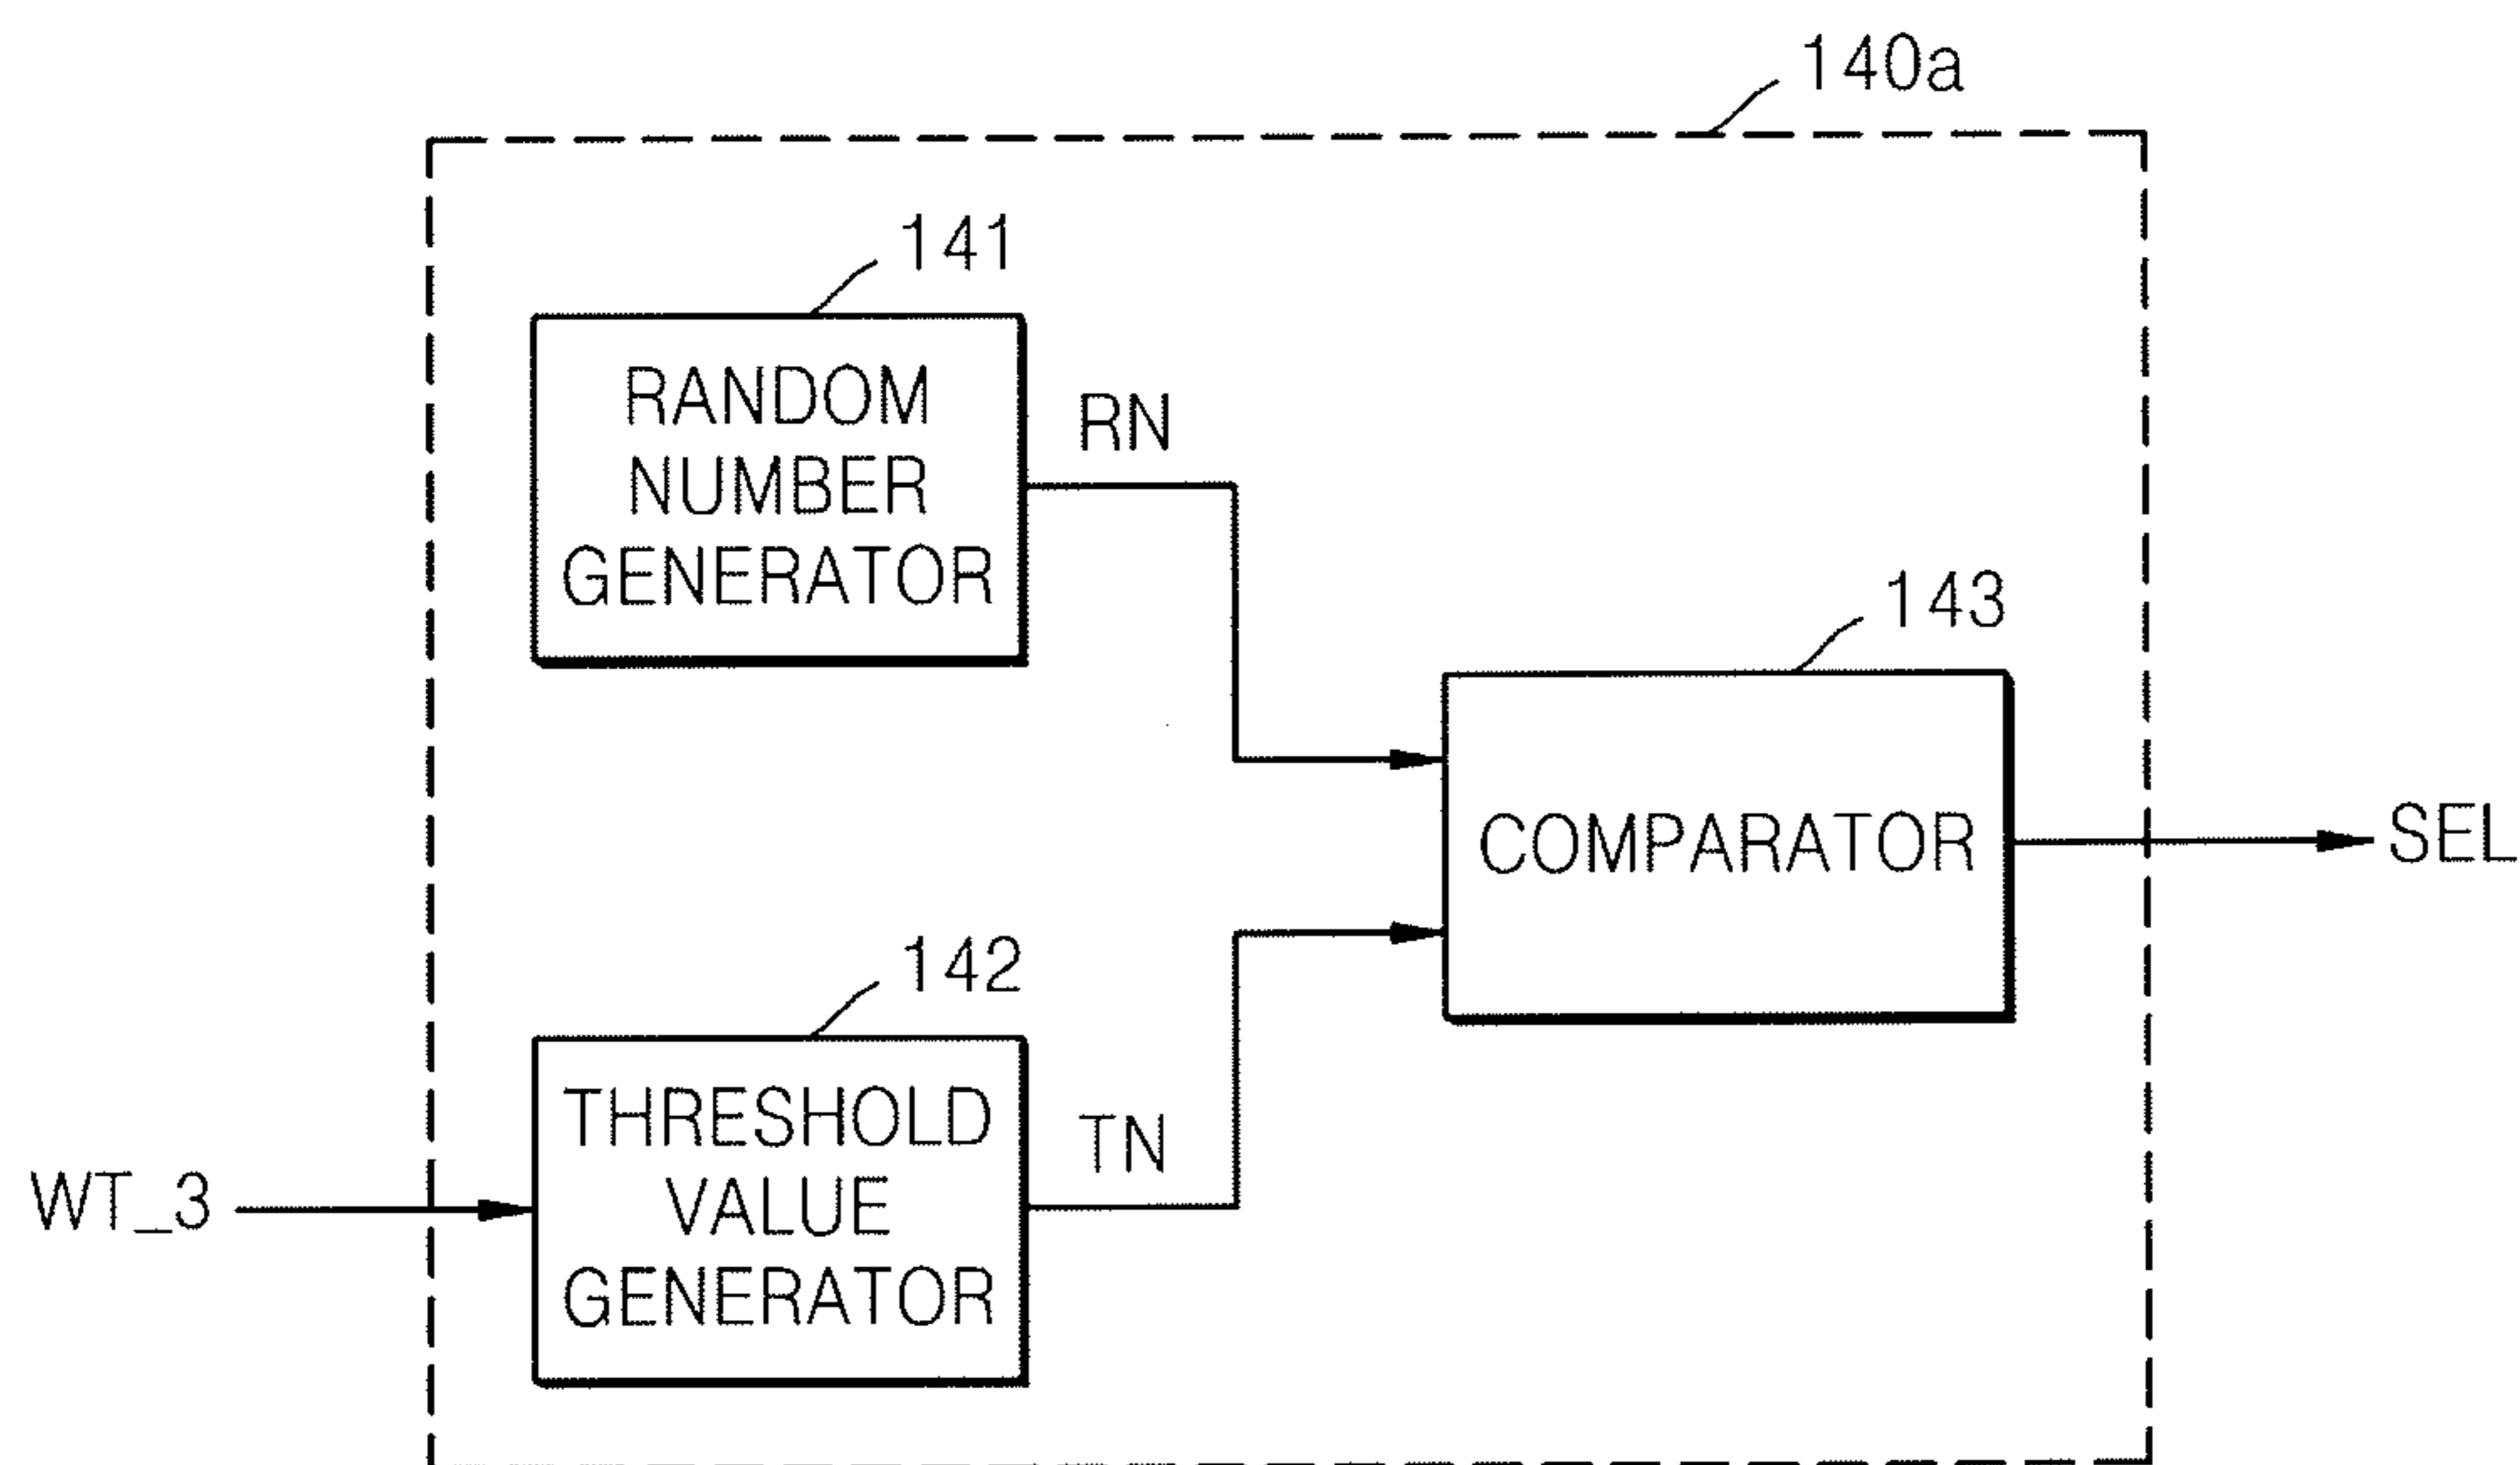 140a
141
RANDOM
NUMBER
GENERATOR
RN
143
COMPARATOR
SEL
142
THRESHOLD
VALUE
GENERATOR
TN
WT_3